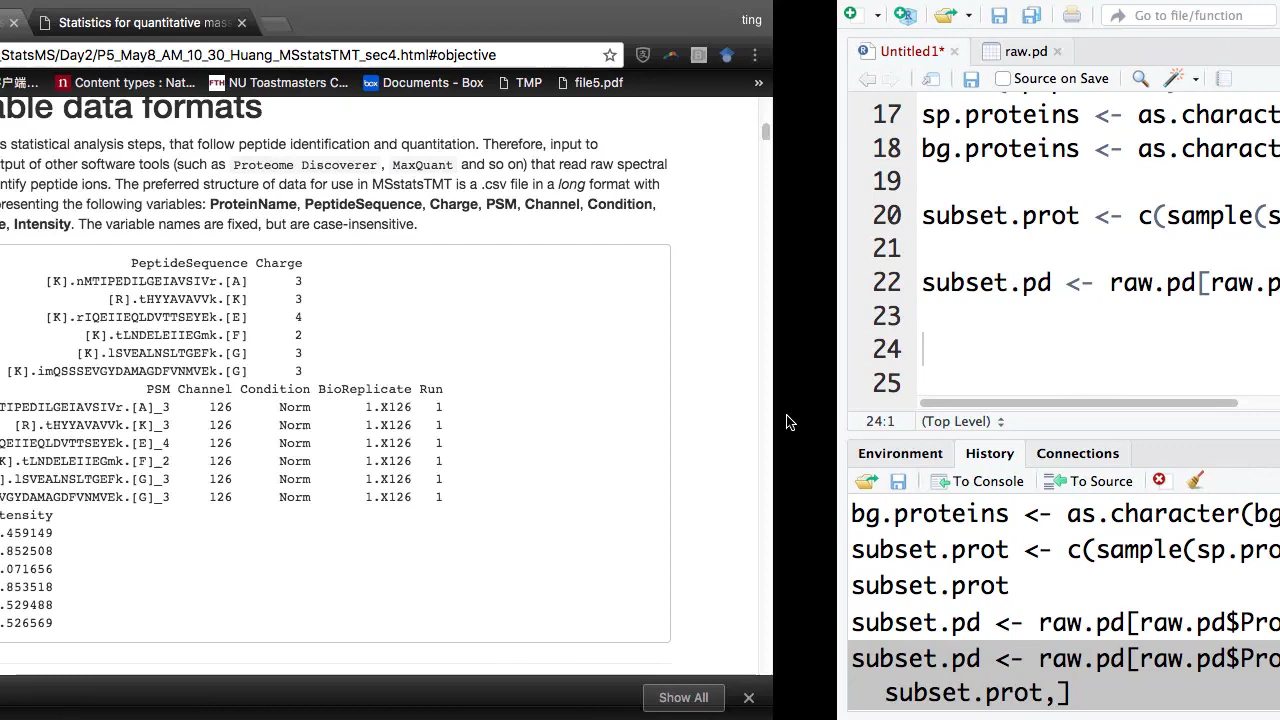 Statistics for quantitative mass
ting
_StatsMS/Day2/P5_May8_AM_10_30_Huang_MSstatsTMT_sec4.html#objective
户端... Content types : Nat... NU Toastmasters C... Documents - Box TMP file5.pdf »
able data formats
s statistical analysis steps, that follow peptide identification and quantitation. Therefore, input to
tput of other software tools (such as Proteome Discoverer, MaxQuant and so on) that read raw spectral
ntify peptide ions. The preferred structure of data for use in MSstatsTMT is a .csv file in a long format with
presenting the following variables: ProteinName, PeptideSequence, Charge, PSM, Channel, Condition,
e, Intensity. The variable names are fixed, but are case-insensitive.
PeptideSequence Charge
[K].nMTIPEDILGEIAVSIVr.[A] 3
[R].tHYYAVAVVk.[K] 3
[K].rIQEIIEQLDVTTSEYEk.[E] 4
[K].tLNDELEIIEGmk.[F] 2
[K].lSVEALNSLTGEFk.[G] 3
[K].imQSSSEVGYDAMAGDFVNMVEk.[G] 3
PSM Channel Condition BioReplicate Run
TIPEDILGEIAVSIVr.[A]_3 126 Norm 1.X126 1
[R].tHYYAVAVVk.[K]_3 126 Norm 1.X126 1
QEIIEQLDVTTSEYEk.[E]_4 126 Norm 1.X126 1
K].tLNDELEIIEGmk.[F]_2 126 Norm 1.X126 1
].lSVEALNSLTGEFk.[G]_3 126 Norm 1.X126 1
VGYDAMAGDFVNMVEk.[G]_3 126 Norm 1.X126 1
tensity
.459149
.852508
.071656
.853518
.529488
.526569
Show All
Go to file/function
Untitled1* raw.pd
Source on Save
17 sp.proteins <- as.charact
18 bg.proteins <- as.charact
19
20 subset.prot <- c(sample(s
21
22 subset.pd <- raw.pd[raw.p
23
24
25
24:1 (Top Level)
Environment History Connections
To Console To Source
bg.proteins <- as.character(bg
subset.prot <- c(sample(sp.pro
subset.prot
subset.pd <- raw.pd[raw.pd$Pro
subset.pd <- raw.pd[raw.pd$Pro
subset.prot,]